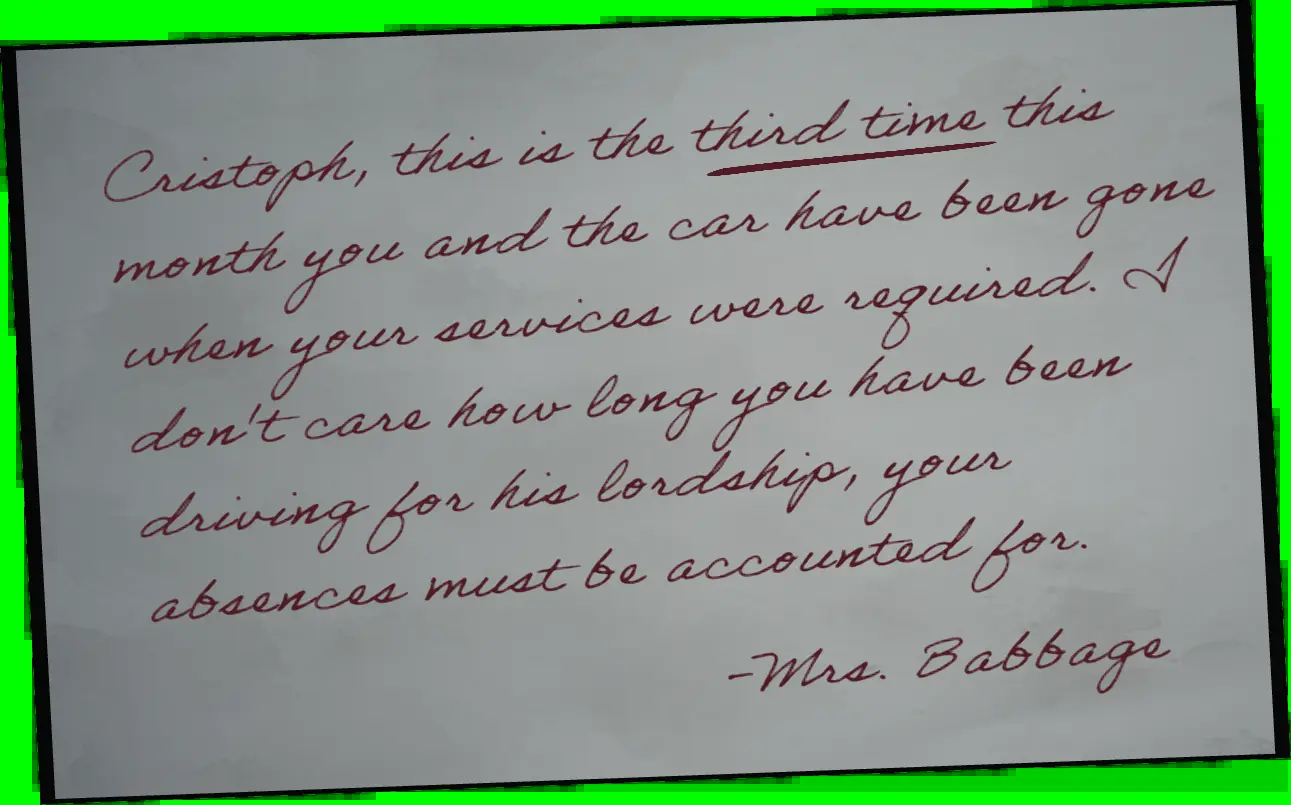 Cristoph, this is the third time this
month you and the car have been gone
when your services were required. I
don't care how long you have been
driving for his lordship, your
absences must be accounted for.
-Mrs. Babbage